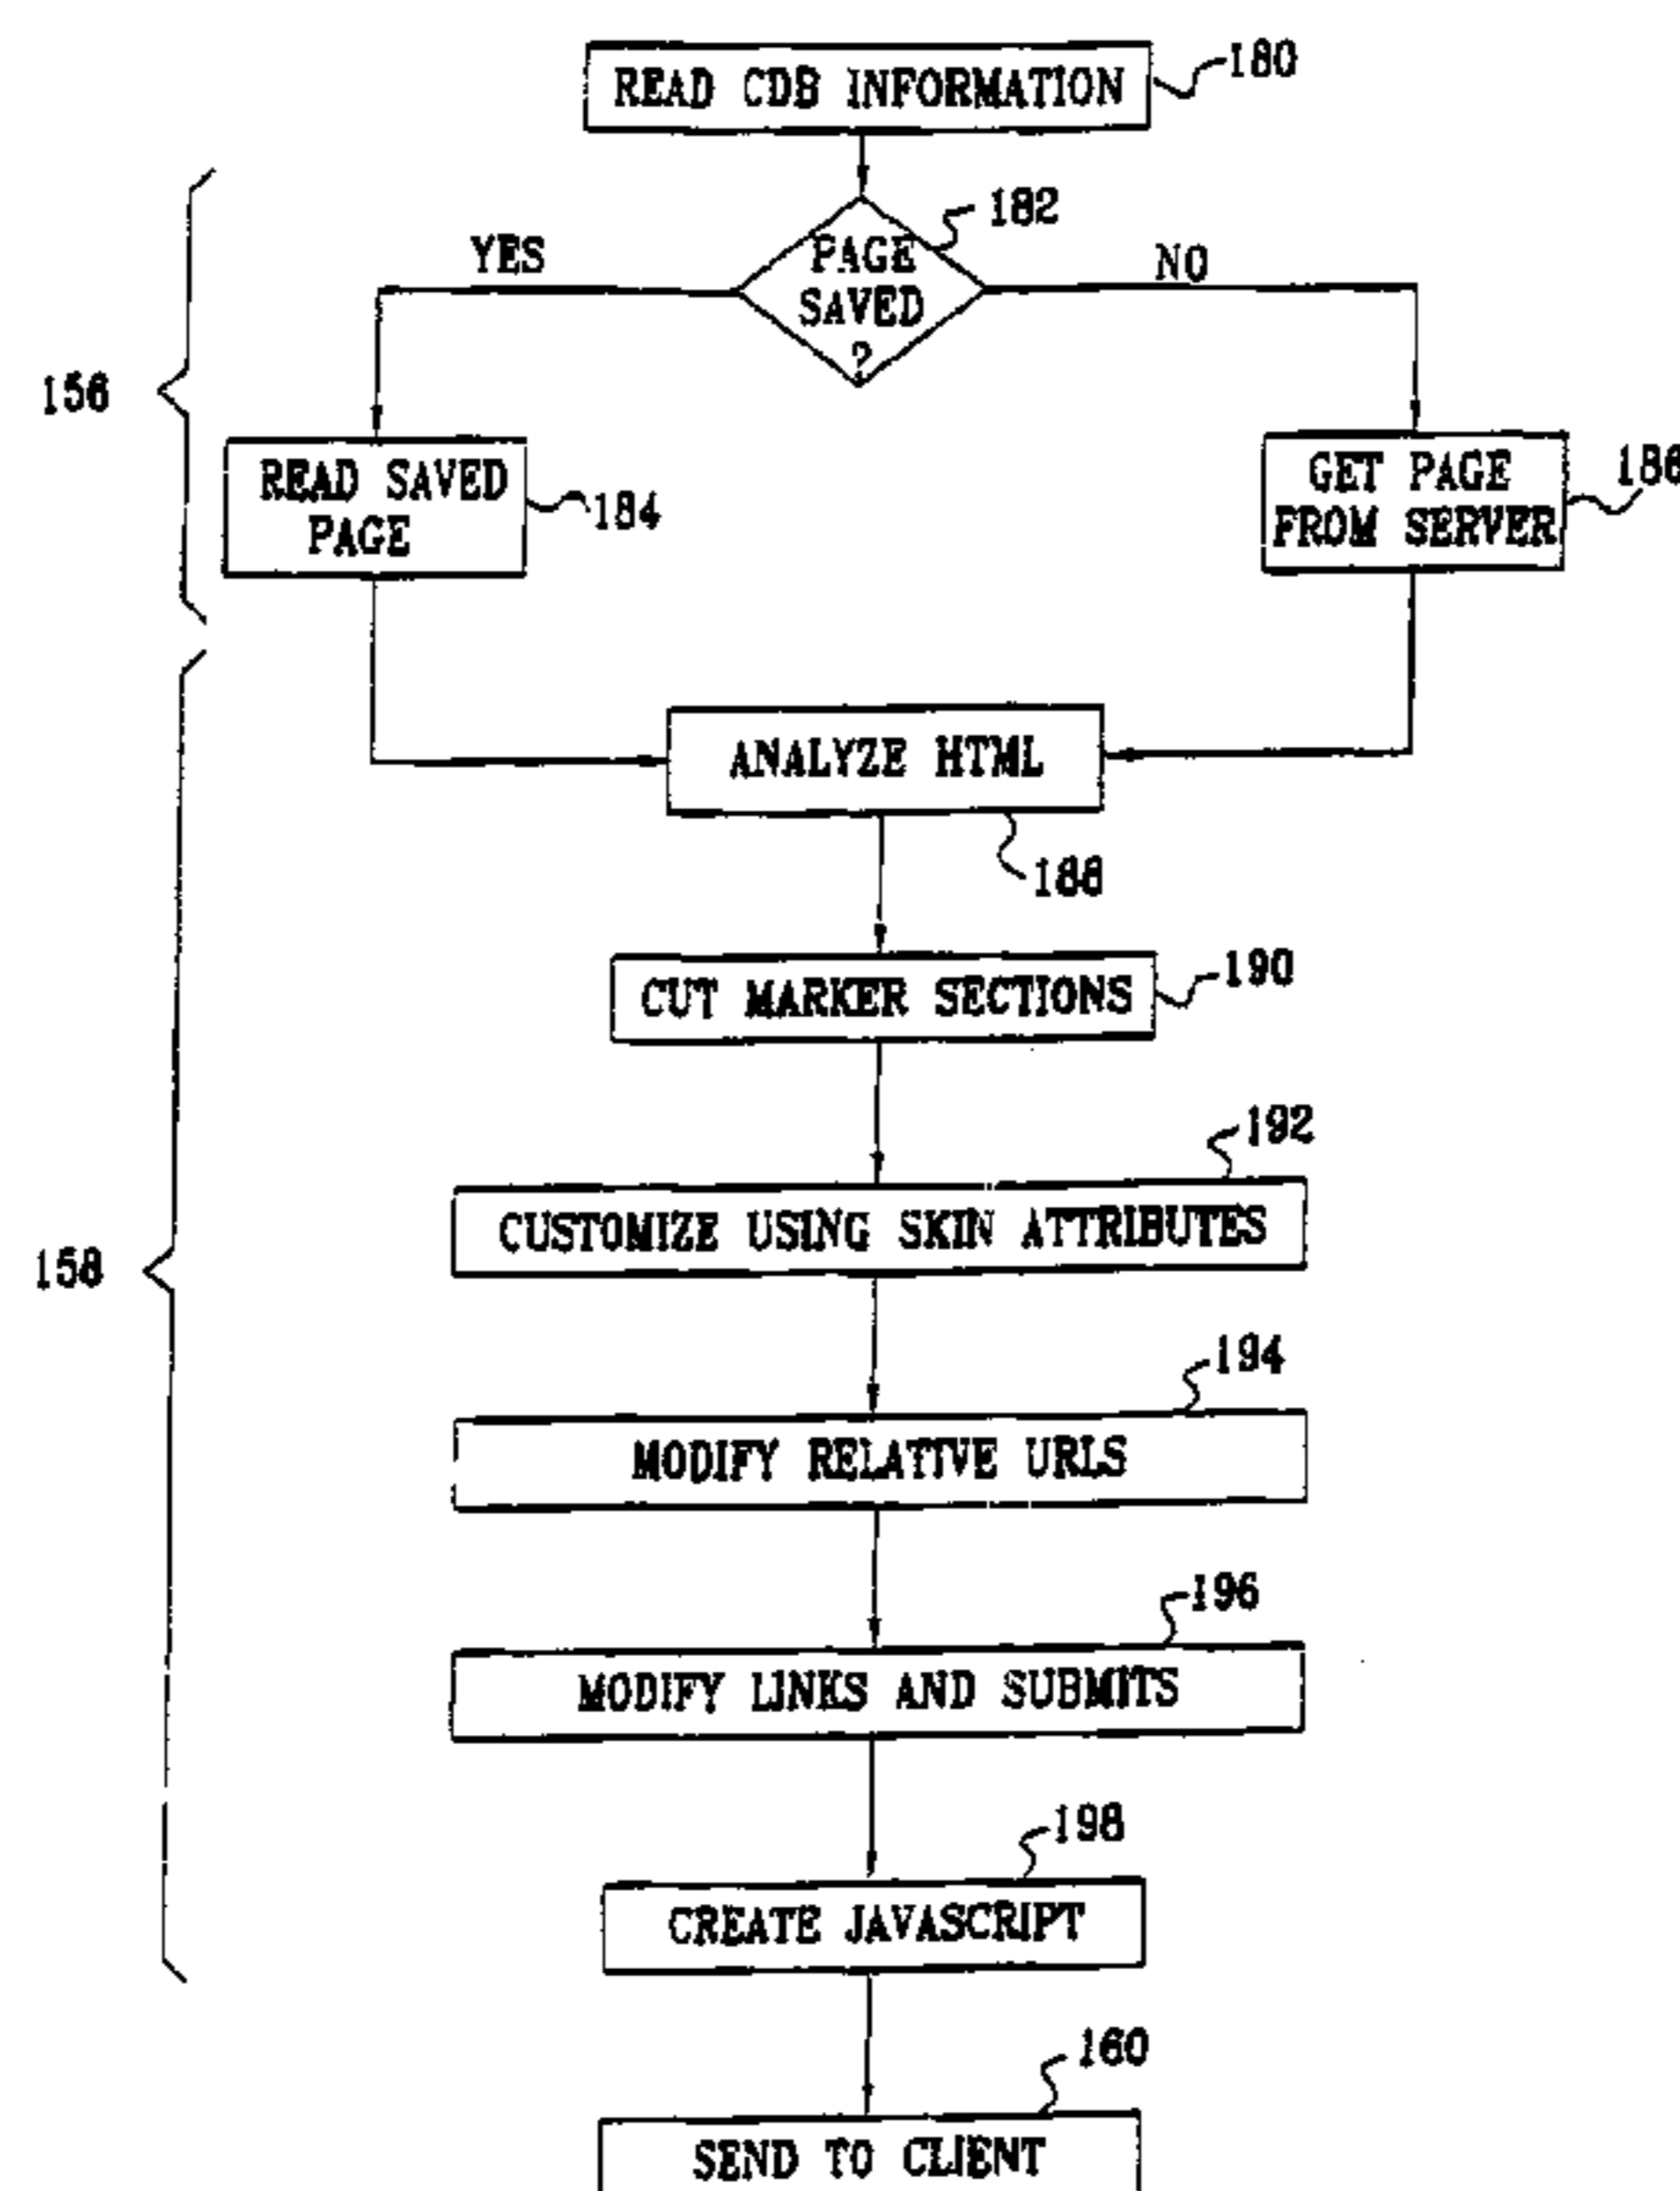 READ CDB INFORMATION
180
182
PAGE
SAVED
?
YES
NO
156
READ SAVED
PAGE
184
GET PAGE
FROM SERVER
186
ANALYZE HTML
188
CUT MARKER SECTIONS
190
192
CUSTOMIZE USING SKIN ATTRIBUTES
158
194
MODIFY RELATIVE URLS
196
MODIFY LINKS AND SUBMITS
198
CREATE JAVASCRIPT
160
SEND TO CLIENT